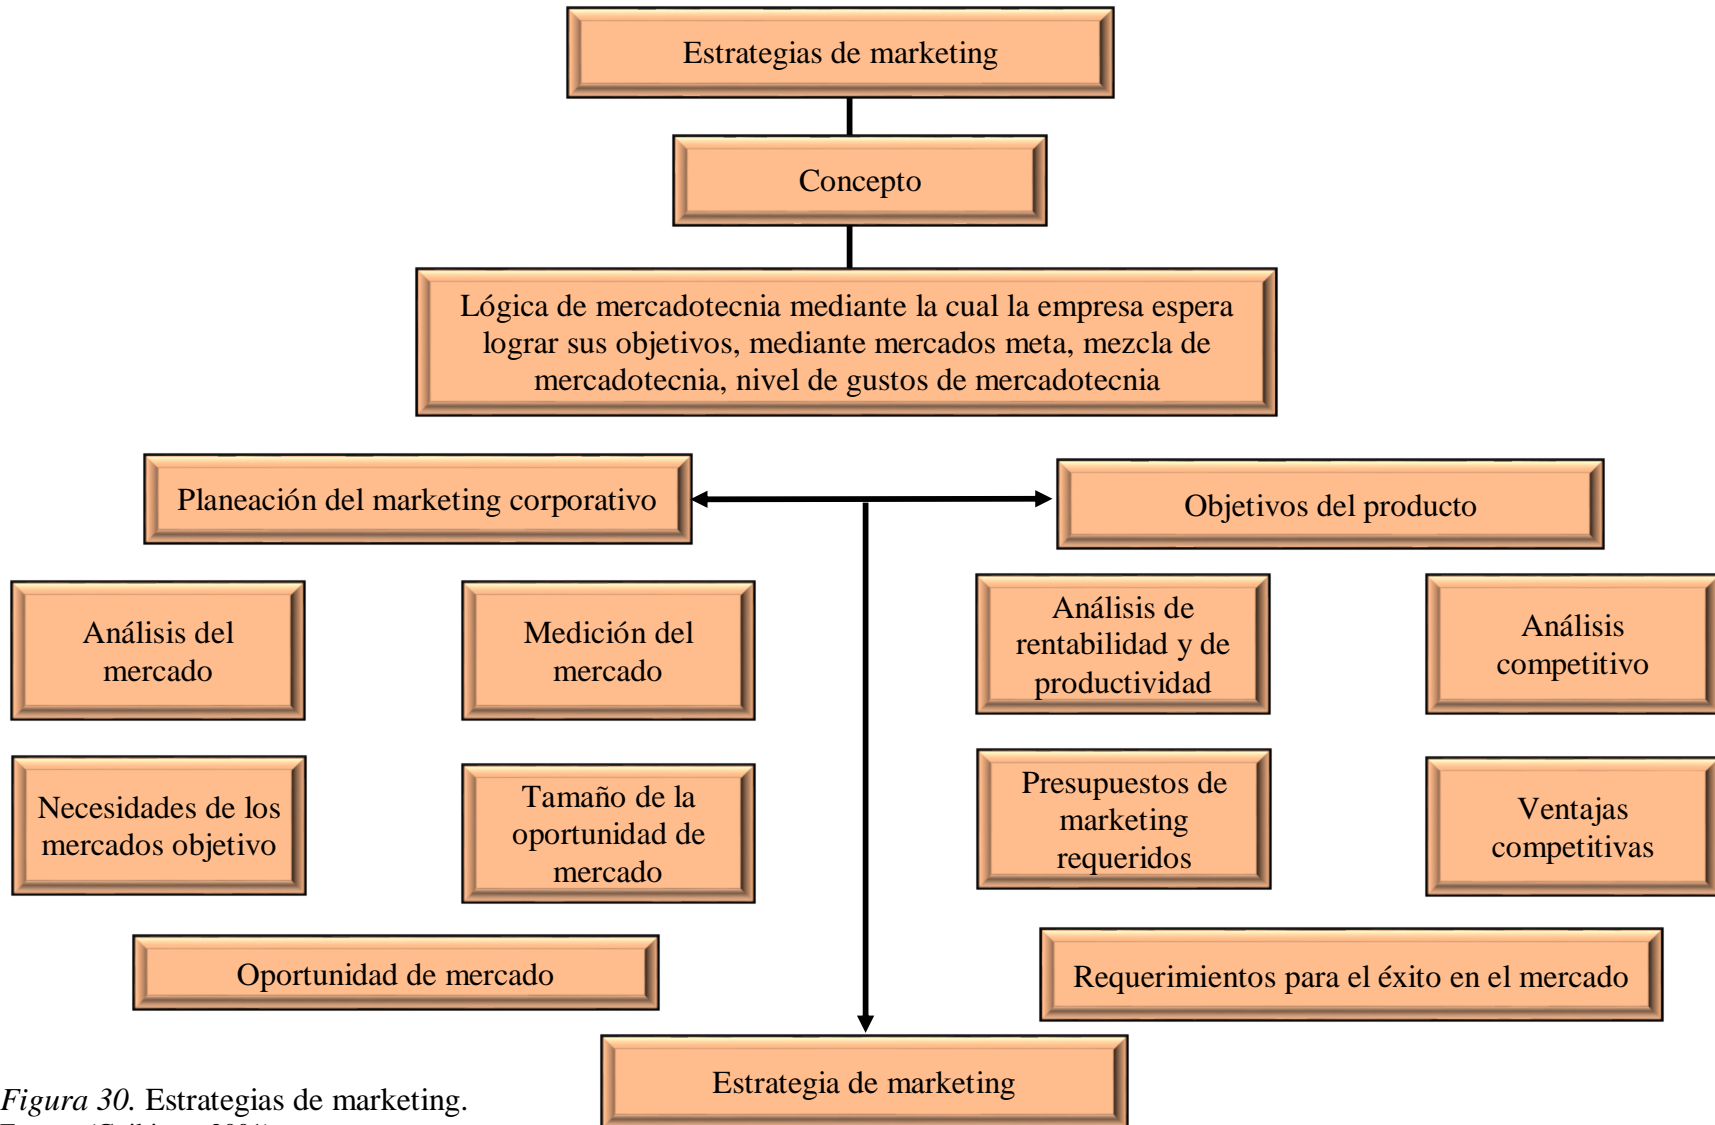 Estrategias de marketing
Concepto
Lógica de mercadotecnia mediante la cual la empresa espera
lograr sus objetivos, mediante mercados meta, mezcla de
mercadotecnia, nivel de gustos de mercadotecnia
Planeación del marketing corporativo
Objetivos del producto
Análisis del
mercado
Medición del
mercado
Análisis de
rentabilidad y de
productividad
Análisis
competitivo
Necesidades de los
mercados objetivo
Tamaño de la
oportunidad de
mercado
Presupuestos de
marketing
requeridos
Ventajas
competitivas
Oportunidad de mercado
Requerimientos para el éxito en el mercado
Estrategia de marketing
Figura 30. Estrategias de marketing.